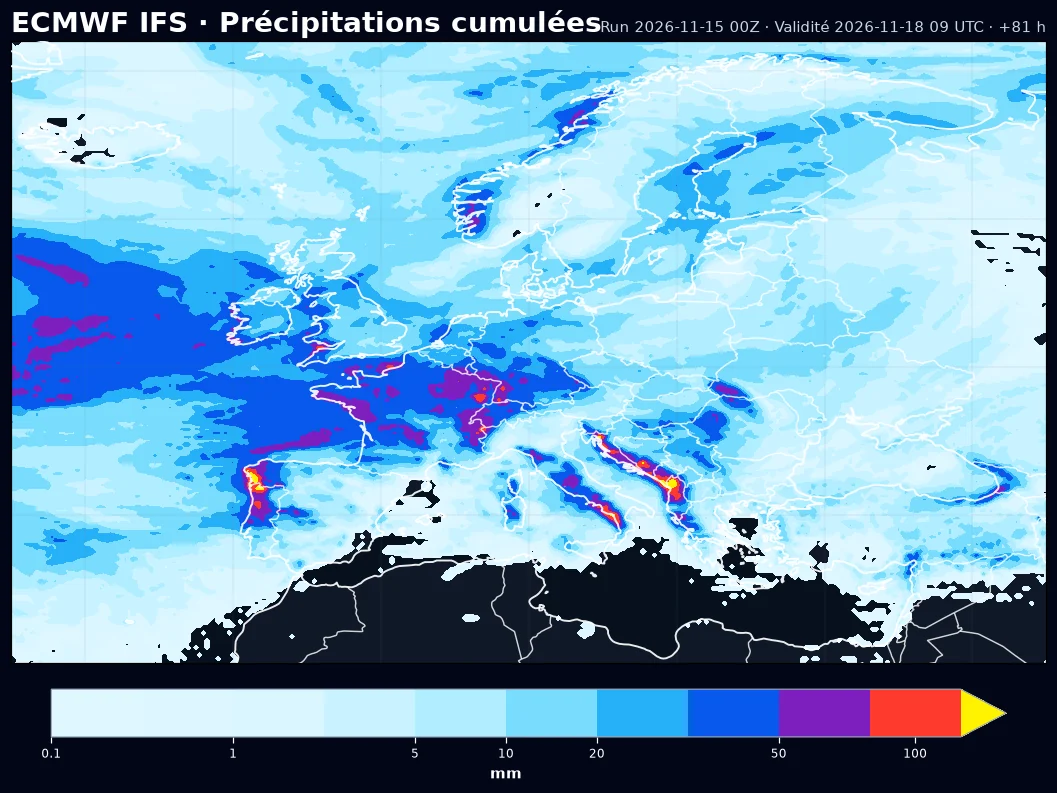 ECMWF IFS · Précipitations cumulées
Run 2026-11-15 00Z · Validité 2026-11-18 09 UTC · +81 h
0.1 1 5 10 20 50 100
mm